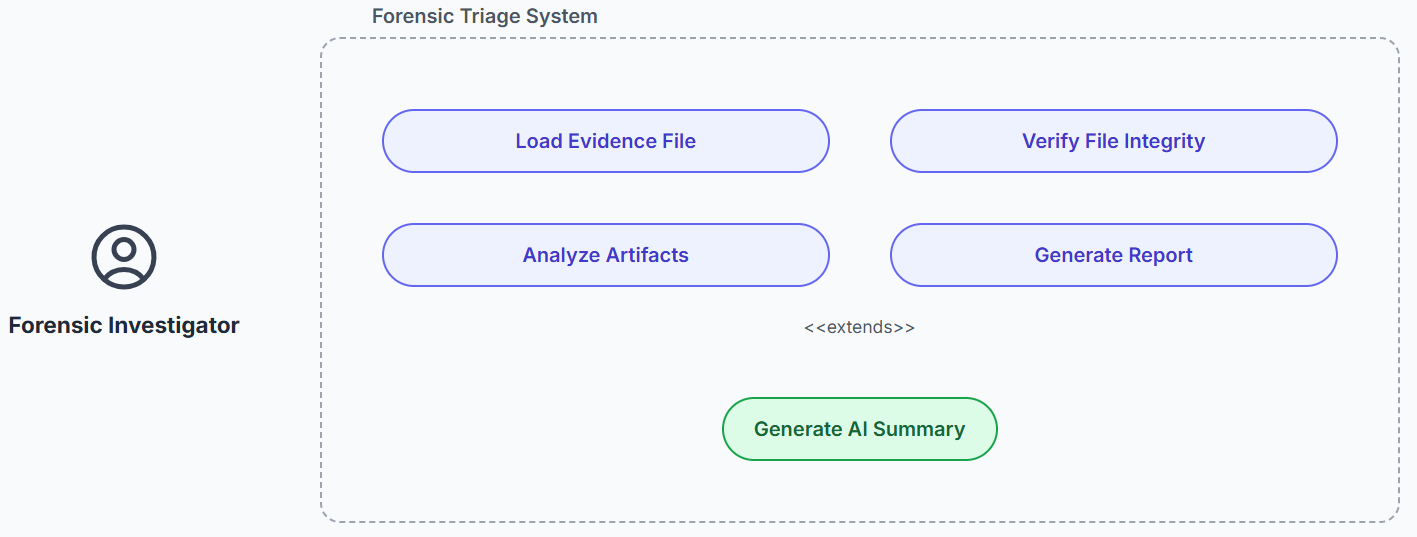 Forensic Triage System
Load Evidence File
Verify File Integrity
Analyze Artifacts
Generate Report
Forensic Investigator
<<extends>>
Generate AI Summary